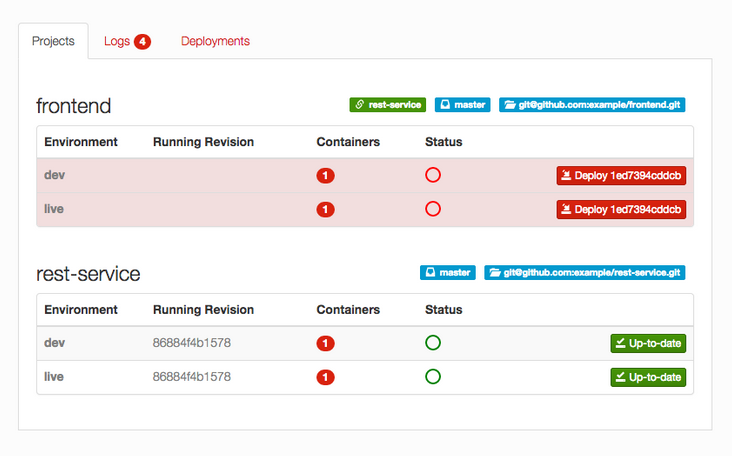 Projects Logs 4 Deployments
frontend rest-service master git@github.com:example/frontend.git
Environment Running Revision Containers Status
dev 1 Deploy 1ed7394cddcb
live 1 Deploy 1ed7394cddcb
rest-service master git@github.com:example/rest-service.git
Environment Running Revision Containers Status
dev 86884f4b1578 1 Up-to-date
live 86884f4b1578 1 Up-to-date